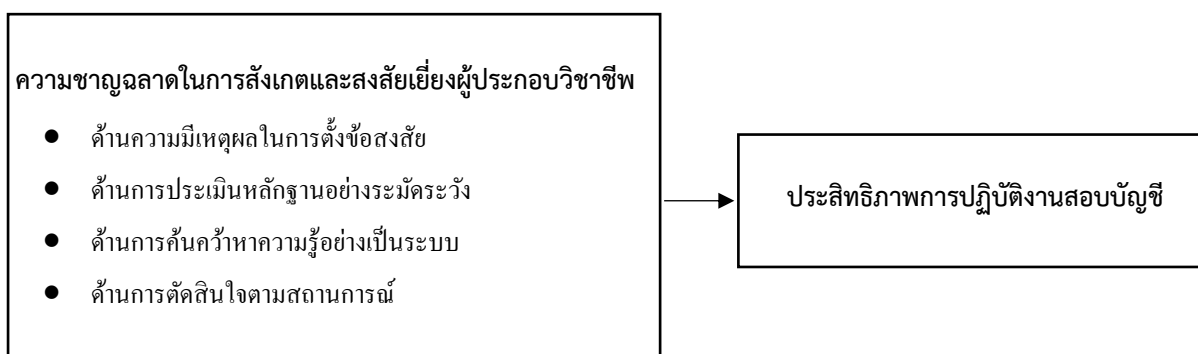 ความชาญฉลาดในการสังเกตและสงสัยเยี่ยงผู้ประกอบวิชาชีพ
● ด้านความมีเหตุผลในการตั้งข้อสงสัย
● ด้านการประเมินหลักฐานอย่างระมัดระวัง
● ด้านการค้นคว้าหาความรู้อย่างเป็นระบบ
● ด้านการตัดสินใจตามสถานการณ์
ประสิทธิภาพการปฏิบัติงานสอบบัญชี